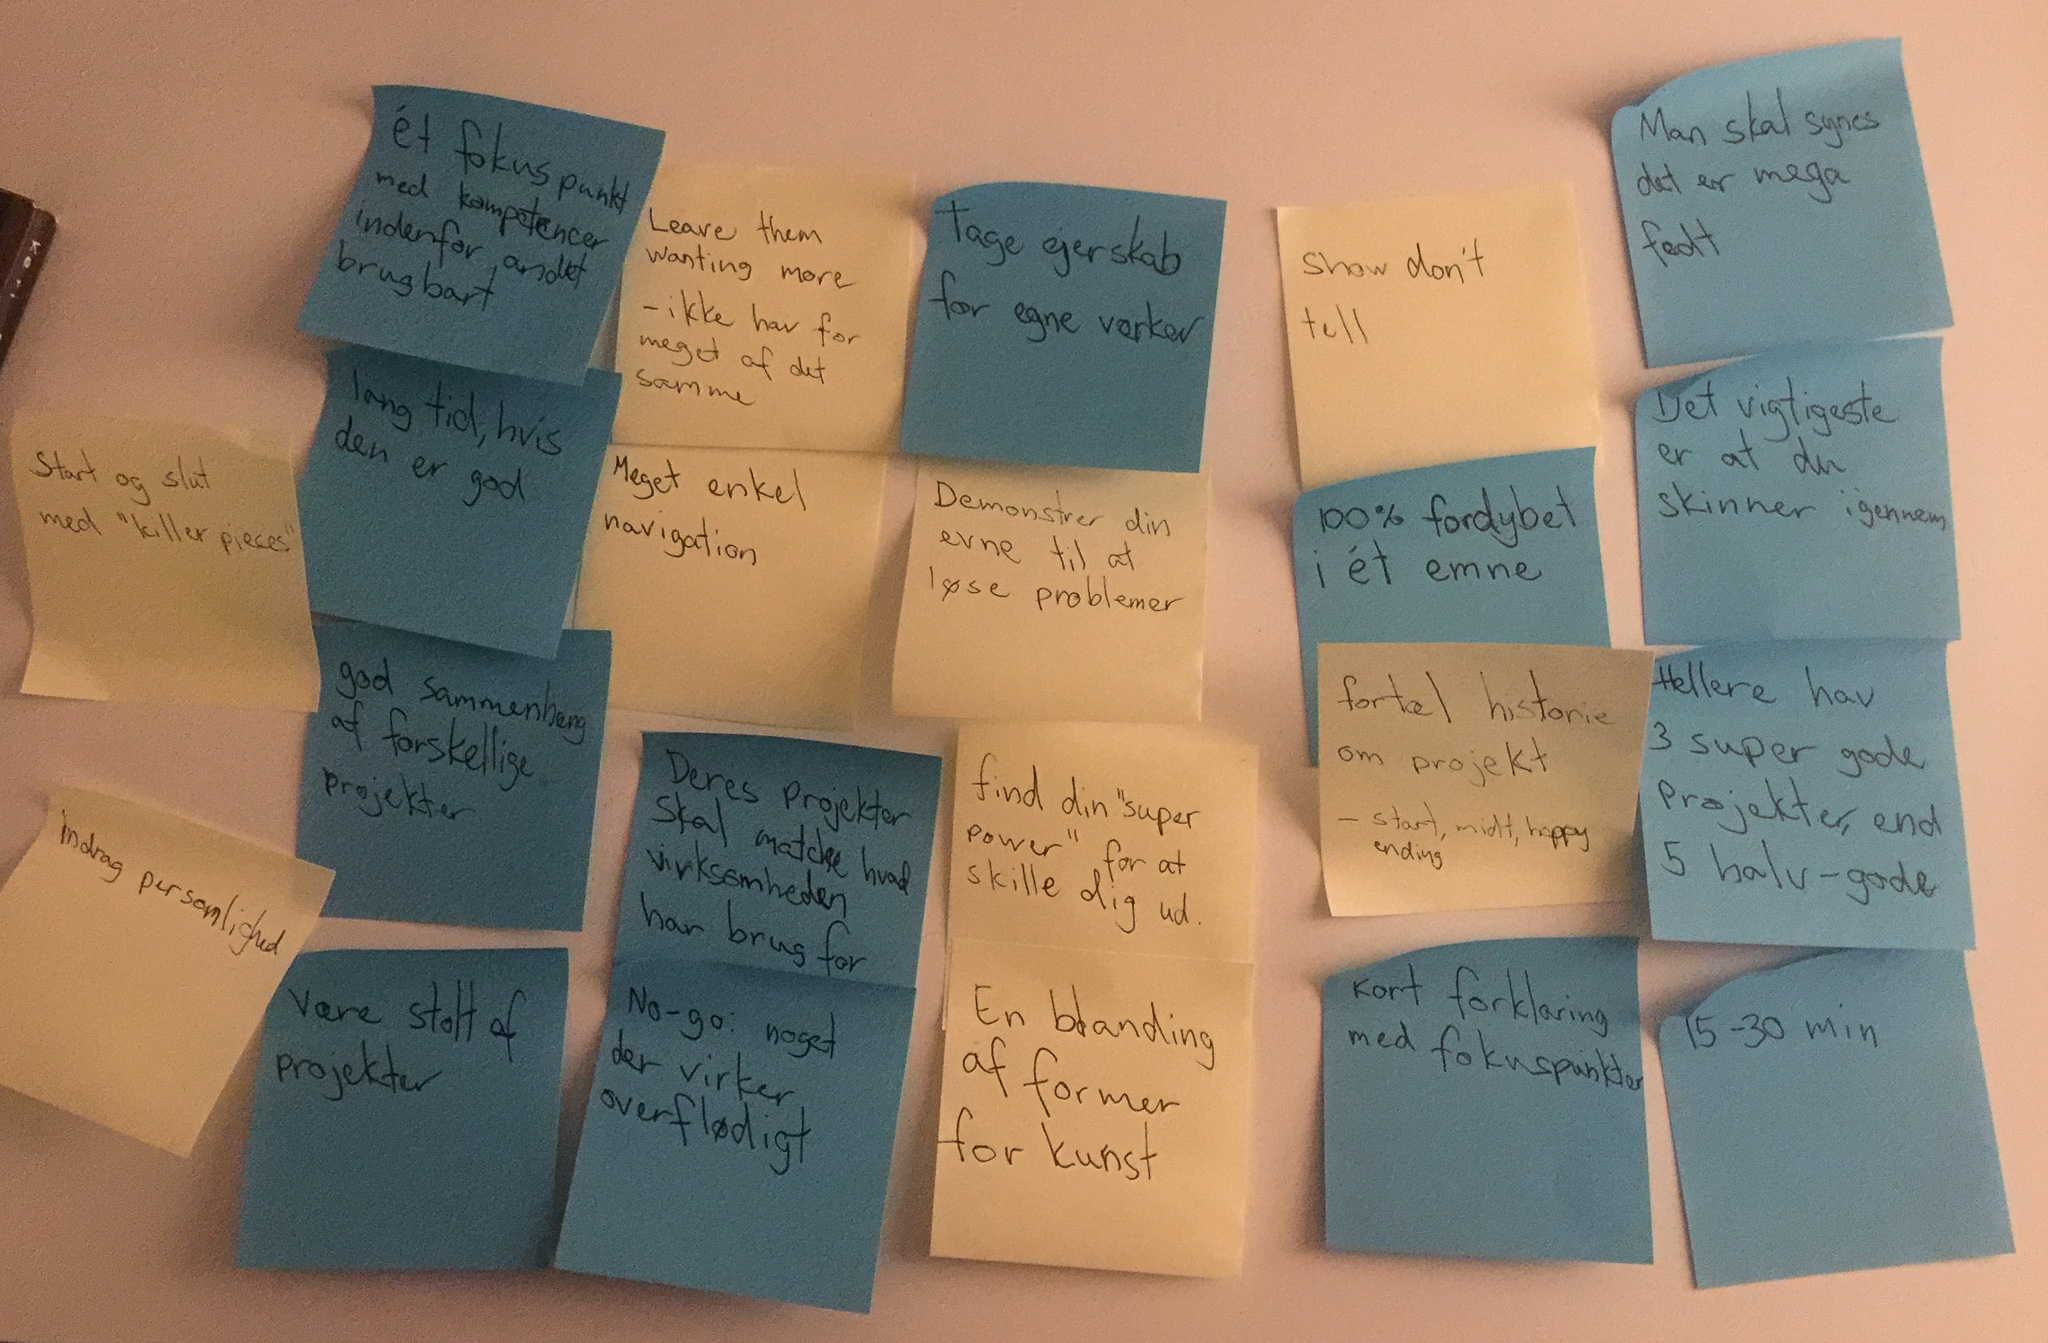 Start og slut
med "killer pieces"
Inddrag personlighed
ét fokuspunkt
med kompetencer
indenfor andet
brugbart
lang tid, hvis
den er god
god sammenhæng
af forskellige
projekter
Være stolt af
projekter
Leave them
wanting more
- ikke hav for
meget af det
samme
Meget enkel
navigation
Deres projekter
skal matche hvad
virksomheden
har brug for
No-go: noget
der virker
overflødigt
Tage ejerskab
for egne værker
Demonstrer din
evne til at
løse problemer
find din "super
power" for at
skille dig ud.
En blanding
af former
for kunst
show don't
tell
100% fordybet
i ét emne
fortæl historie
om projekt
- start, midt, happy
ending
Kort forklaring
med fokuspunkter
Man skal synes
det er mega
fedt
Det vigtigeste
er at du
skinner igennem
Hellere hav
3 super gode
projekter, end
5 halv-gode
15-30 min